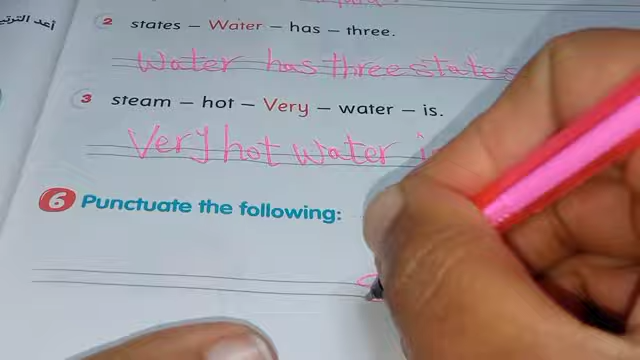 أعد الترتي
2 states – Water – has – three.
Water has three states
3 steam – hot – Very – water – is.
Very hot water i
6 Punctuate the following: